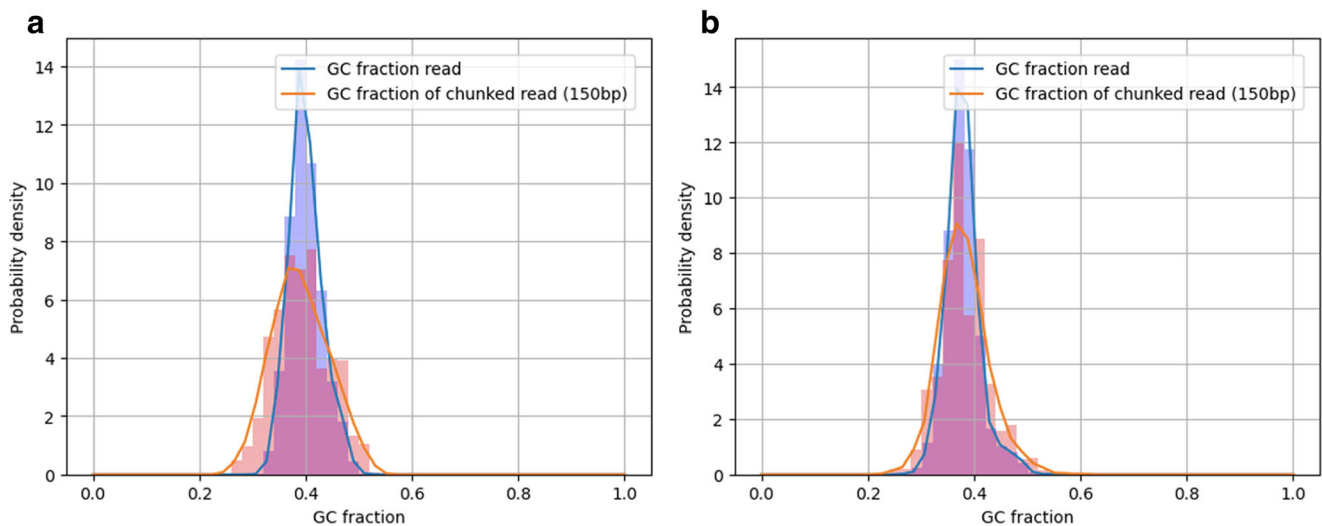 a
GC fraction read
GC fraction of chunked read (150bp)
Probability density
14
12
10
8
6
4
2
0
0.0 0.2 0.4 0.6 0.8 1.0
GC fraction
b
GC fraction read
GC fraction of chunked read (150bp)
Probability density
14
12
10
8
6
4
2
0
0.0 0.2 0.4 0.6 0.8 1.0
GC fraction